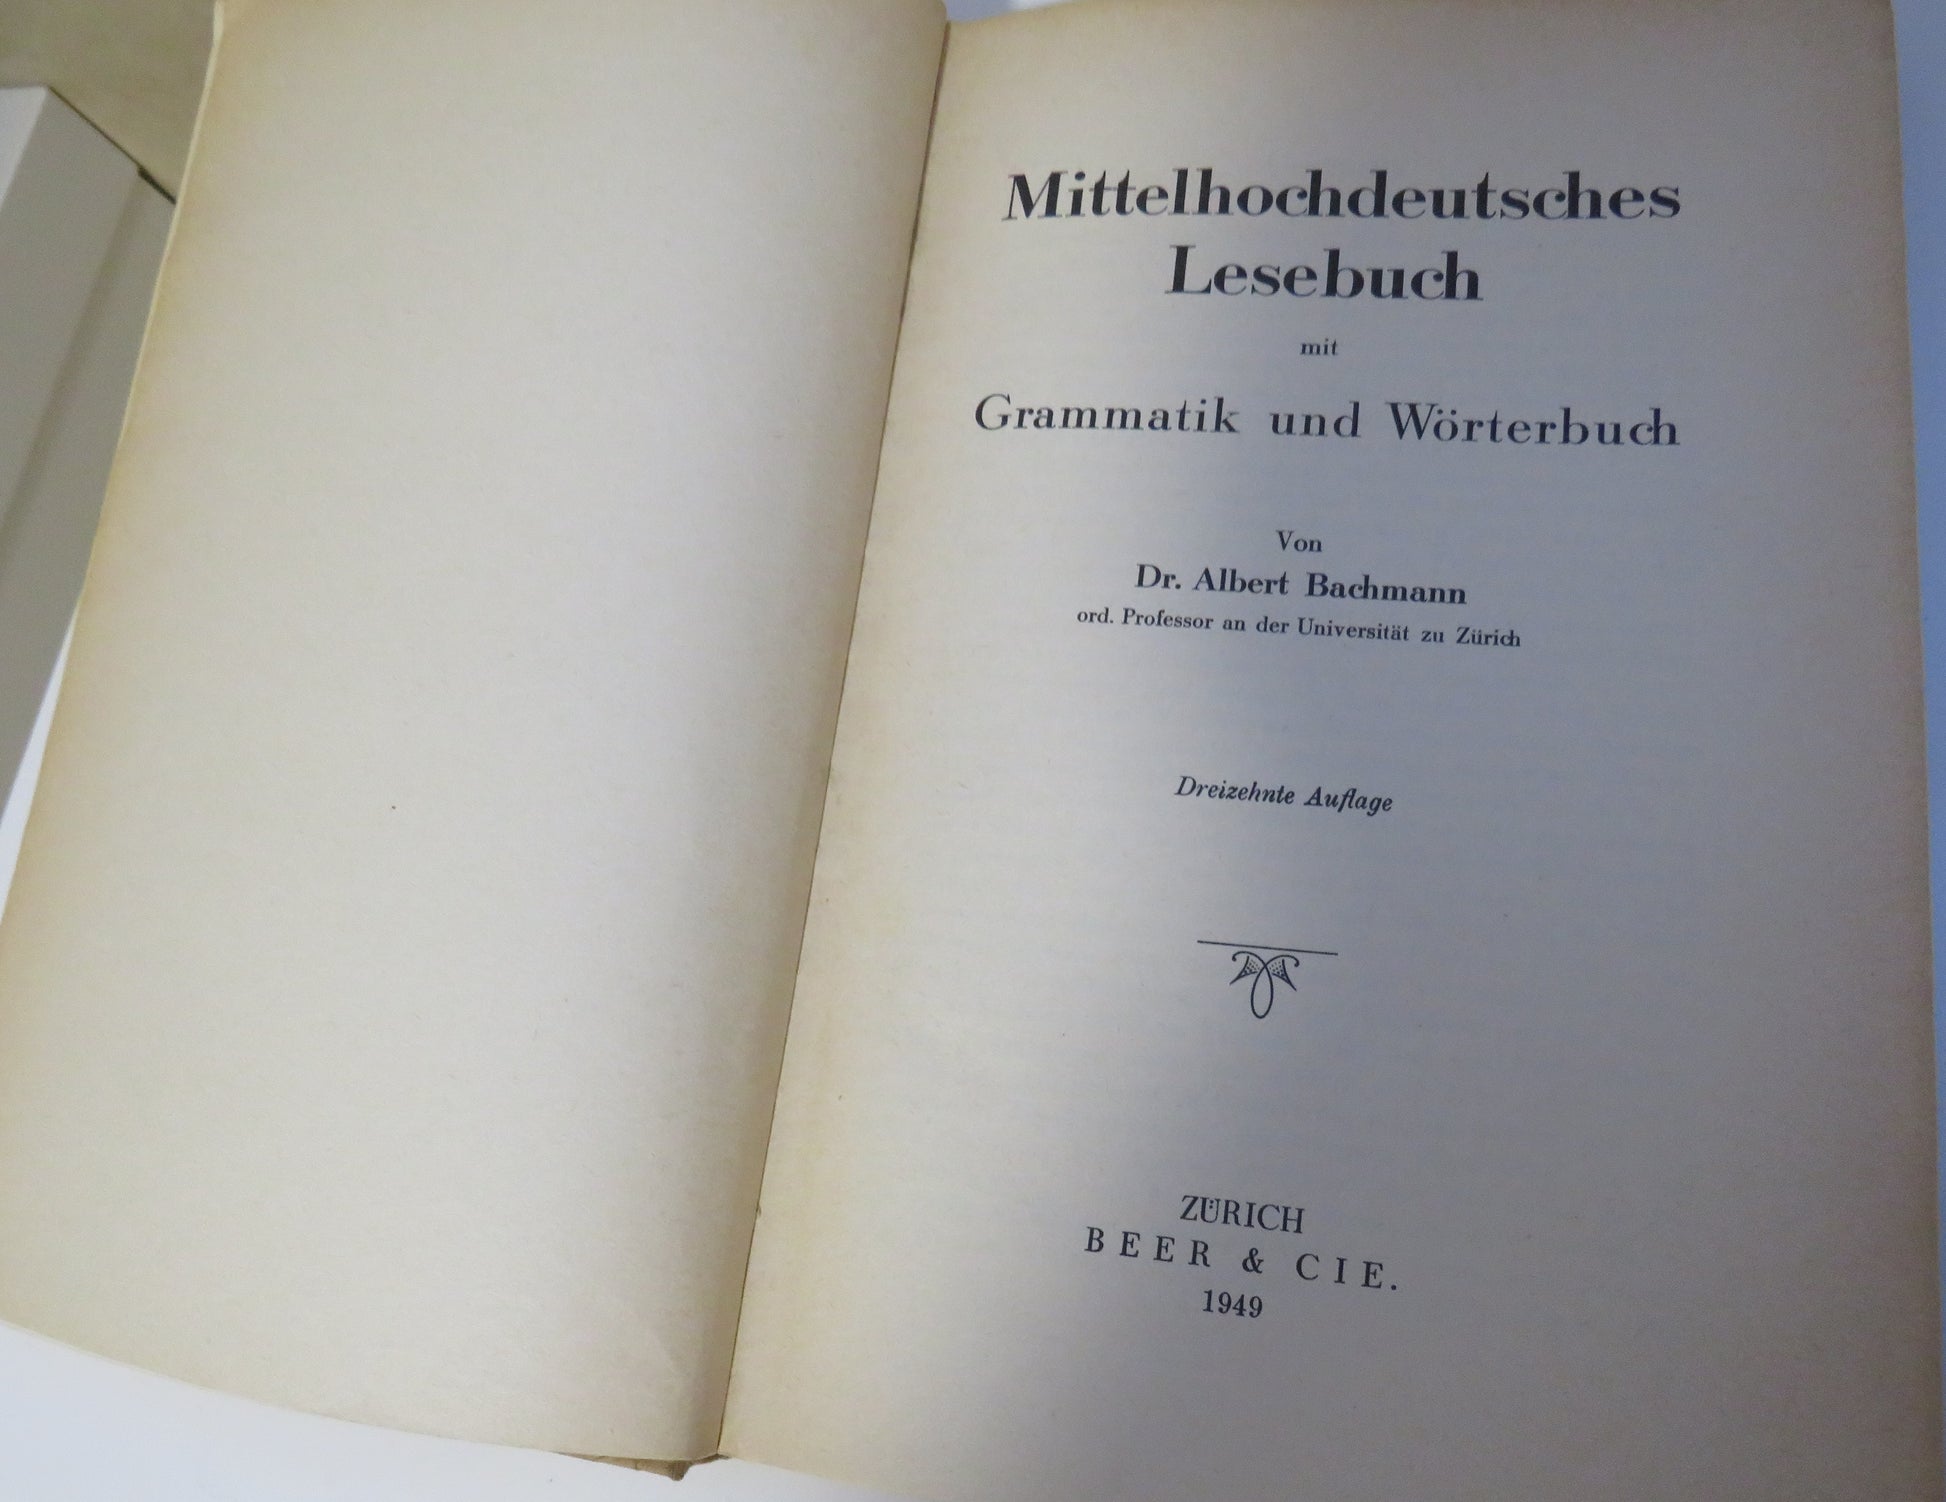 Mittelhochdeutsches
Lesebuch
mit
Grammatik und Wörterbuch
Von
Dr. Albert Bachmann
ord. Professor an der Universität zu Zürich
Dreizehnte Auflage
ZÜRICH
BEER & CIE.
1949